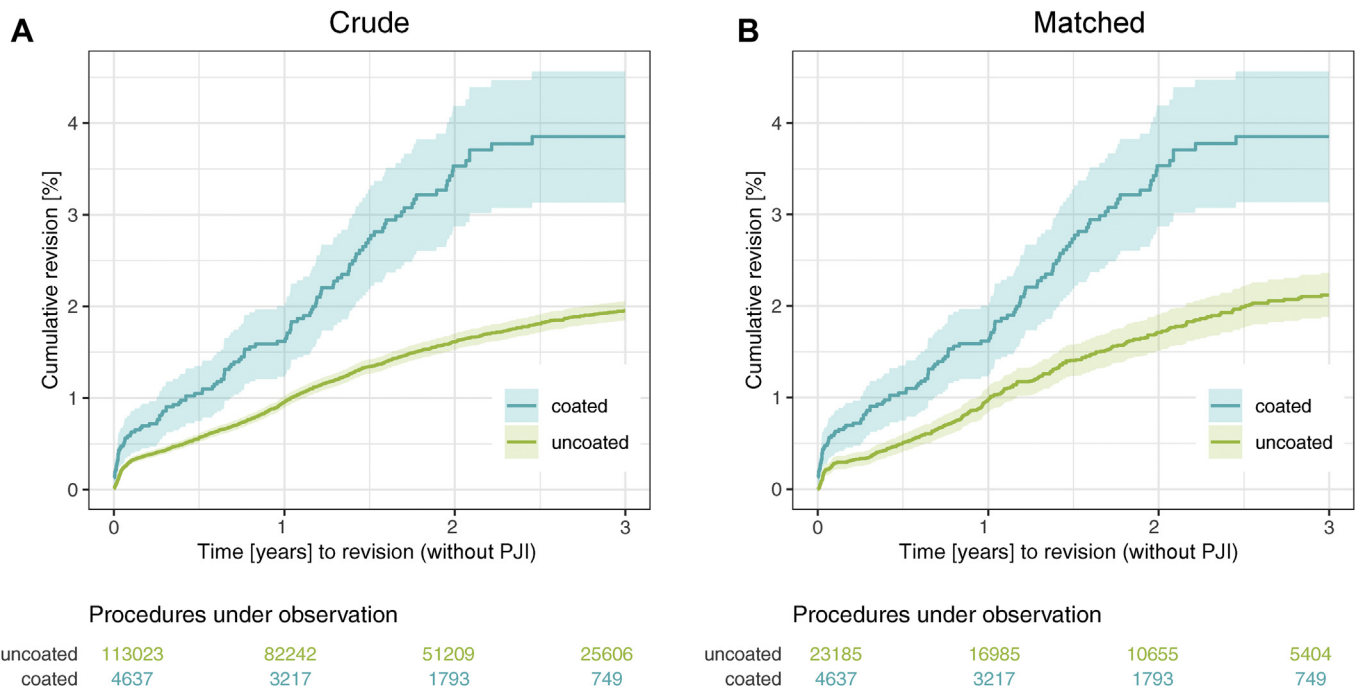 A
Crude
Cumulative revision [%]
4
3
2
1
0
coated
uncoated
0 1 2 3
Time [years] to revision (without PJI)
Procedures under observation
uncoated 113023 82242 51209 25606
coated 4637 3217 1793 749
B
Matched
Cumulative revision [%]
4
3
2
1
0
coated
uncoated
0 1 2 3
Time [years] to revision (without PJI)
Procedures under observation
uncoated 23185 16985 10655 5404
coated 4637 3217 1793 749